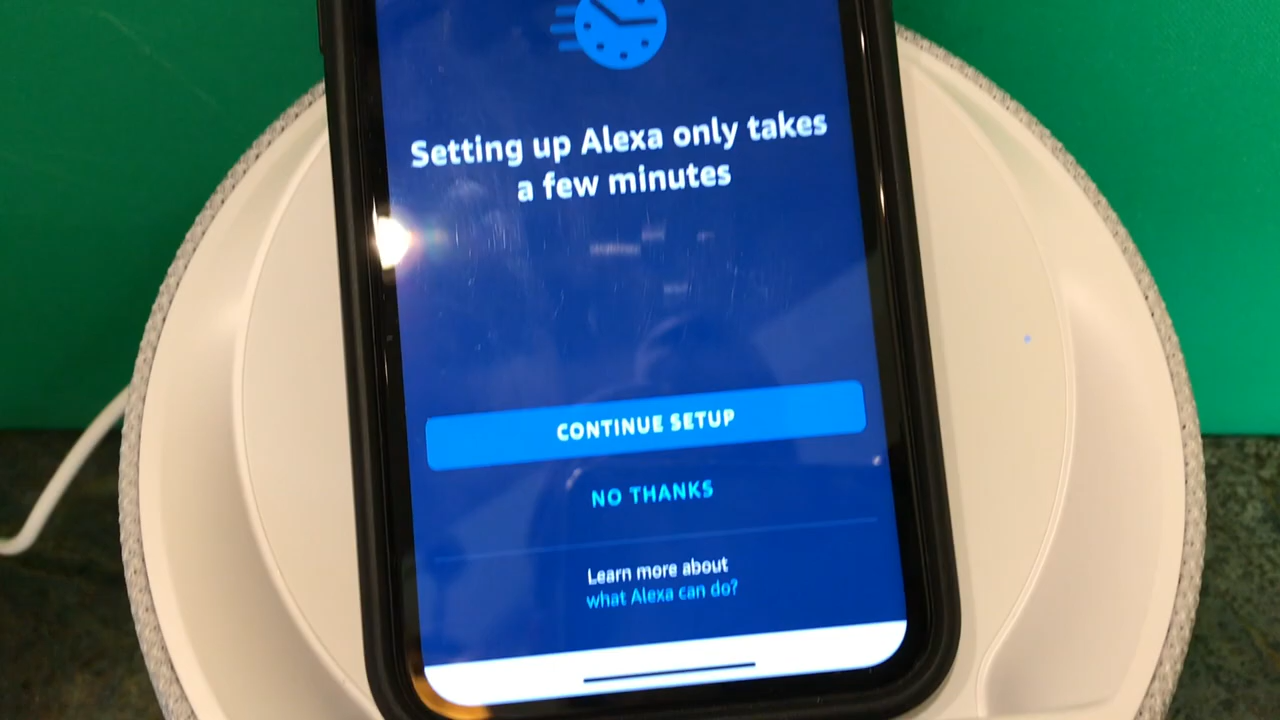 Setting up Alexa only takes
a few minutes
CONTINUE SETUP
NO THANKS
Learn more about
what Alexa can do?